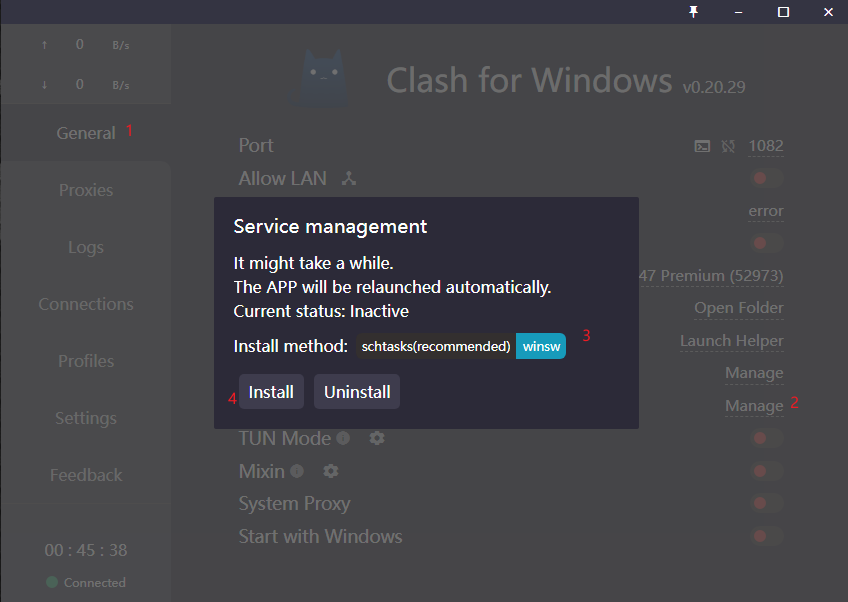 ↑ 0 B/s
↓ 0 B/s
Clash for Windows v0.20.29
General 1
Proxies
Logs
Connections
Profiles
Settings
Feedback
00 : 45 : 38
Connected
Port 1082
Allow LAN
error
47 Premium (52973)
Open Folder
Launch Helper
Manage
Manage 2
Service management
It might take a while.
The APP will be relaunched automatically.
Current status: Inactive
Install method: schtasks(recommended) winsw 3
4 Install Uninstall
TUN Mode
Mixin
System Proxy
Start with Windows